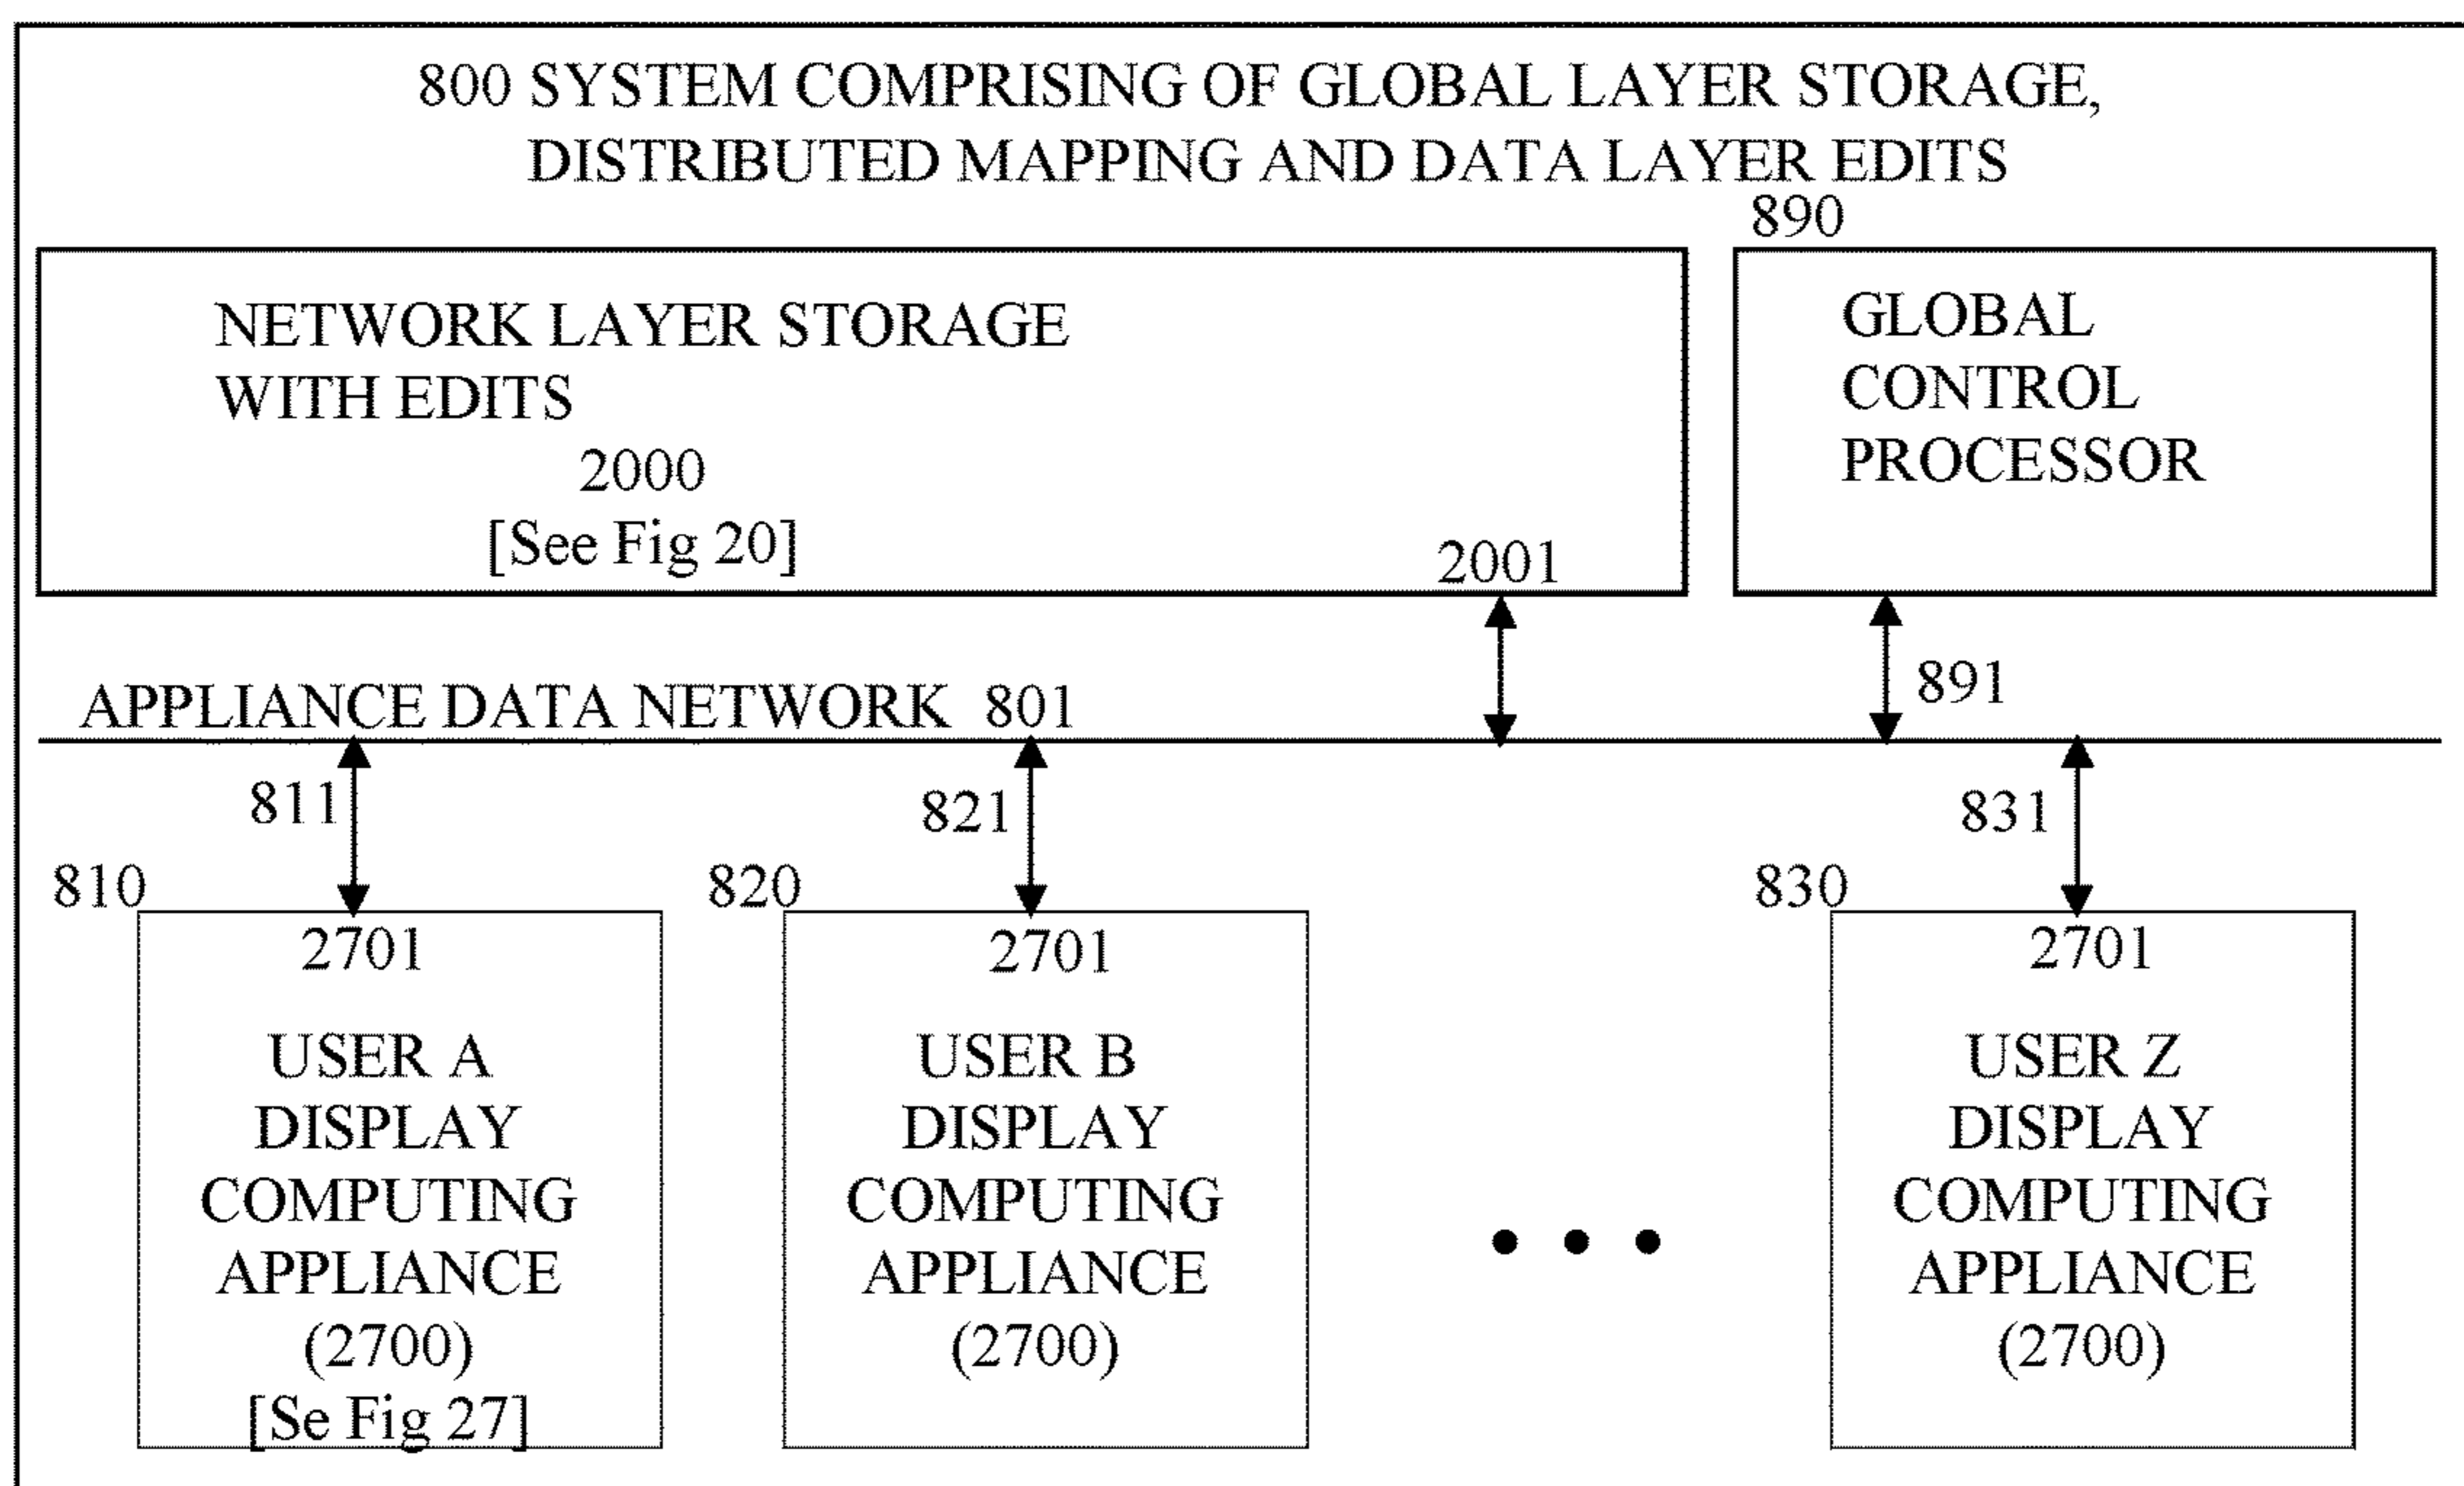 800 SYSTEM COMPRISING OF GLOBAL LAYER STORAGE,
DISTRIBUTED MAPPING AND DATA LAYER EDITS
890
NETWORK LAYER STORAGE
WITH EDITS
2000
[See Fig 20]
2001
GLOBAL
CONTROL
PROCESSOR
891
APPLIANCE DATA NETWORK 801
811
821
831
810
820
830
2701
USER A
DISPLAY
COMPUTING
APPLIANCE
(2700)
[Se Fig 27]
2701
USER B
DISPLAY
COMPUTING
APPLIANCE
(2700)
2701
USER Z
DISPLAY
COMPUTING
APPLIANCE
(2700)